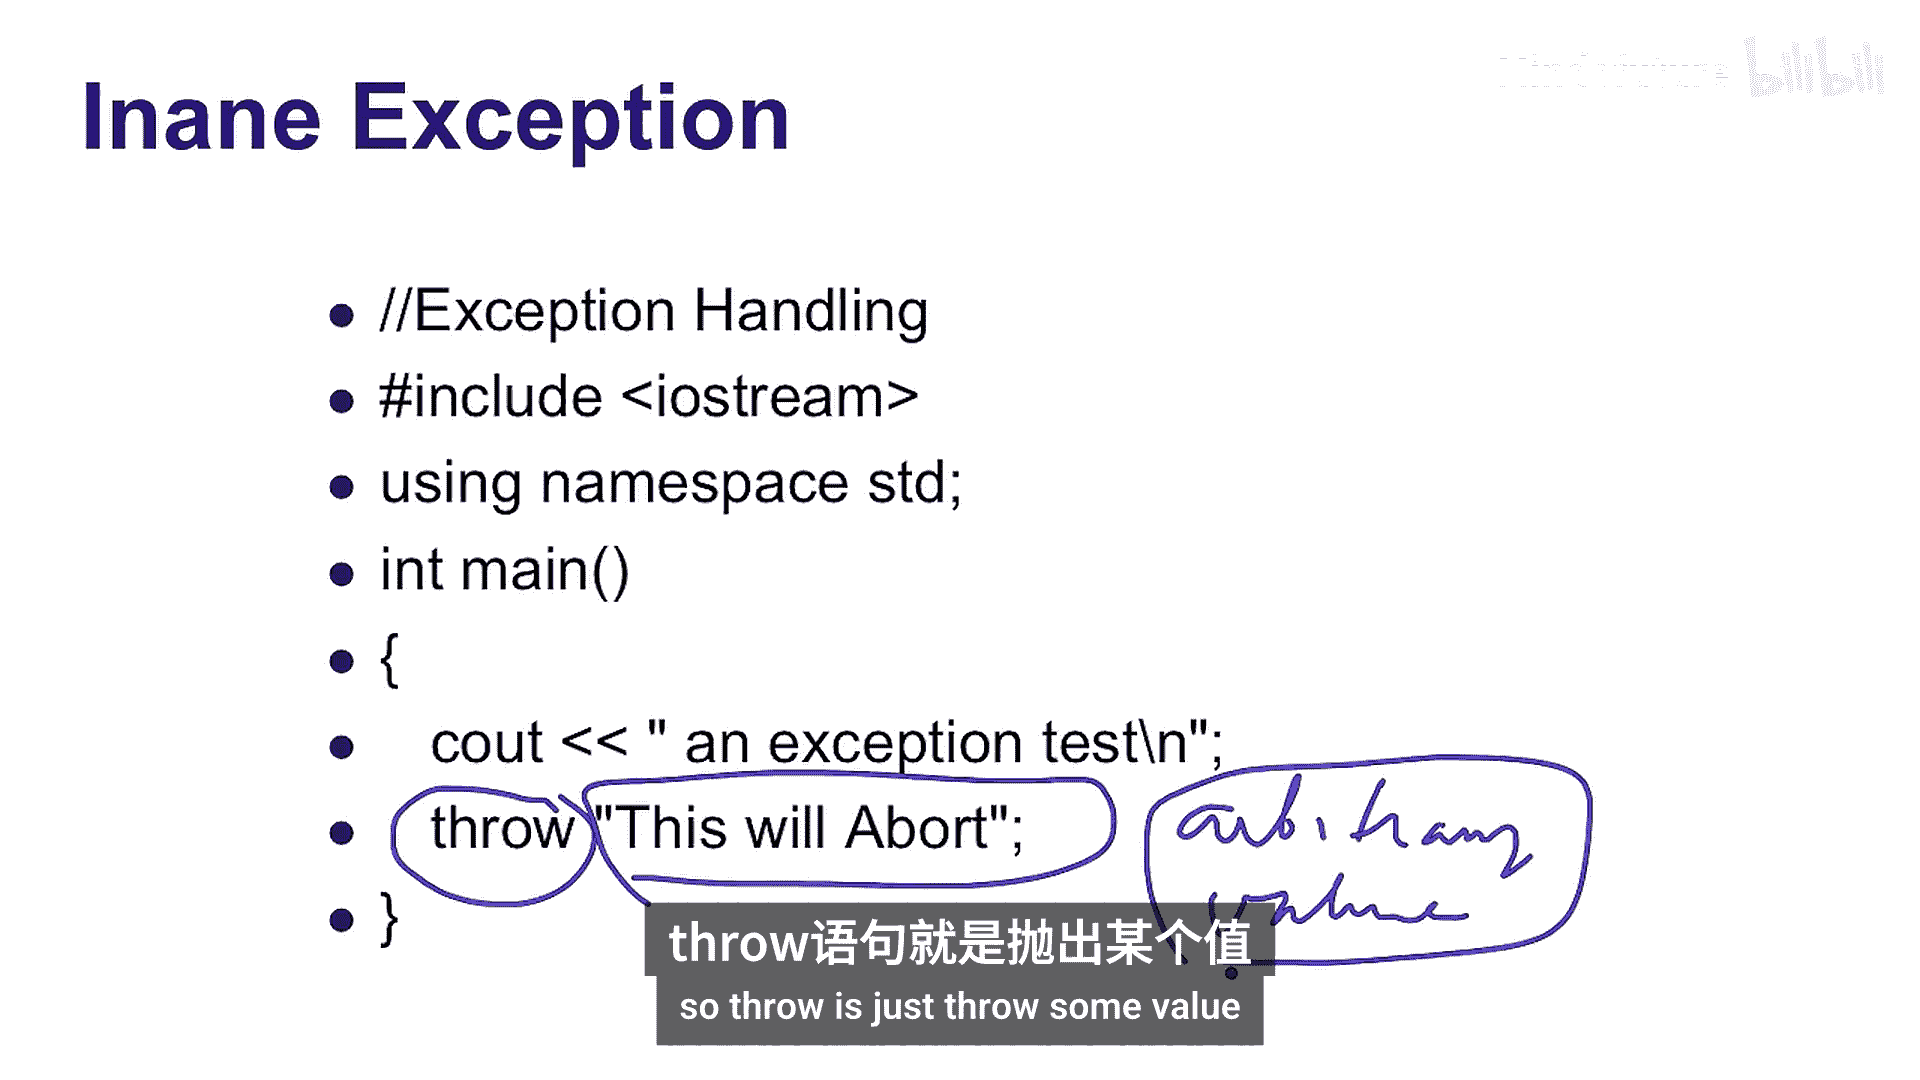 bilibili
Inane Exception
//Exception Handling
#include <iostream>
using namespace std;
int main()
{
cout << " an exception test\n";
throw "This will Abort";
arbitrary
value
}
throw语句就是抛出某个值
so throw is just throw some value